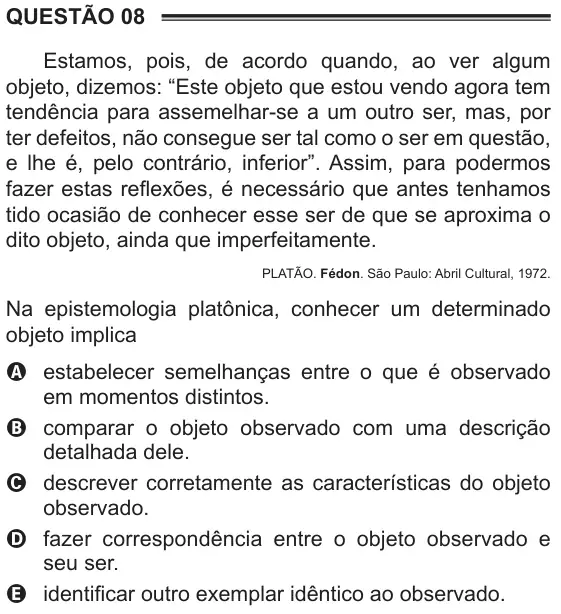 QUESTÃO 08
Estamos, pois, de acordo quando, ao ver algum
objeto, dizemos: “Este objeto que estou vendo agora tem
tendência para assemelhar-se a um outro ser, mas, por
ter defeitos, não consegue ser tal como o ser em questão,
e lhe é, pelo contrário, inferior”. Assim, para podermos
fazer estas reflexões, é necessário que antes tenhamos
tido ocasião de conhecer esse ser de que se aproxima o
dito objeto, ainda que imperfeitamente.
PLATÃO. Fédon. São Paulo: Abril Cultural, 1972.
Na epistemologia platônica, conhecer um determinado
objeto implica
A estabelecer semelhanças entre o que é observado
em momentos distintos.
B comparar o objeto observado com uma descrição
detalhada dele.
C descrever corretamente as características do objeto
observado.
D fazer correspondência entre o objeto observado e
seu ser.
E identificar outro exemplar idêntico ao observado.